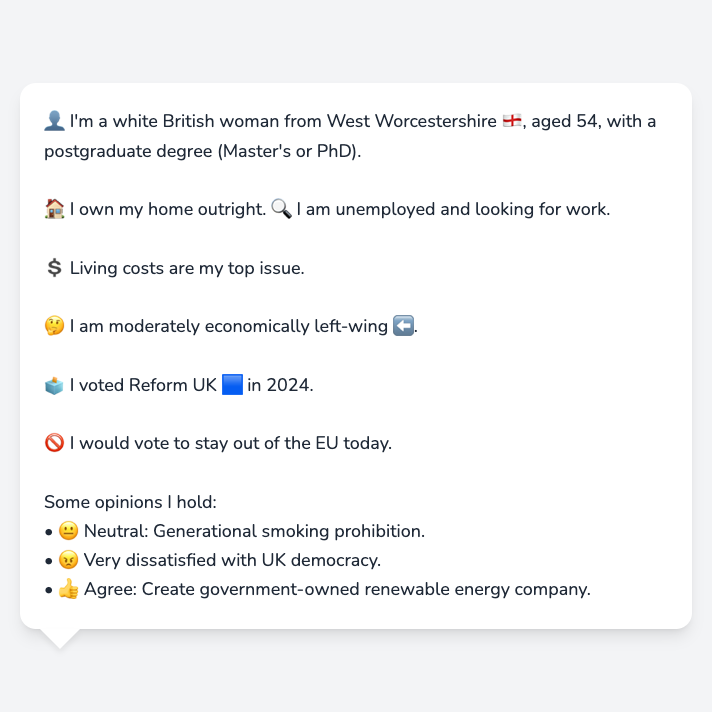 👤 I'm a white British woman from West Worcestershire 🏴󠁧󠁢󠁥󠁮󠁧󠁿, aged 54, with a
postgraduate degree (Master's or PhD).
🏠 I own my home outright. 🔍 I am unemployed and looking for work.
💲 Living costs are my top issue.
🤔 I am moderately economically left-wing ⬅️.
🗳️ I voted Reform UK 🟦 in 2024.
🚫 I would vote to stay out of the EU today.
Some opinions I hold:
• 😐 Neutral: Generational smoking prohibition.
• 😠 Very dissatisfied with UK democracy.
• 👍 Agree: Create government-owned renewable energy company.